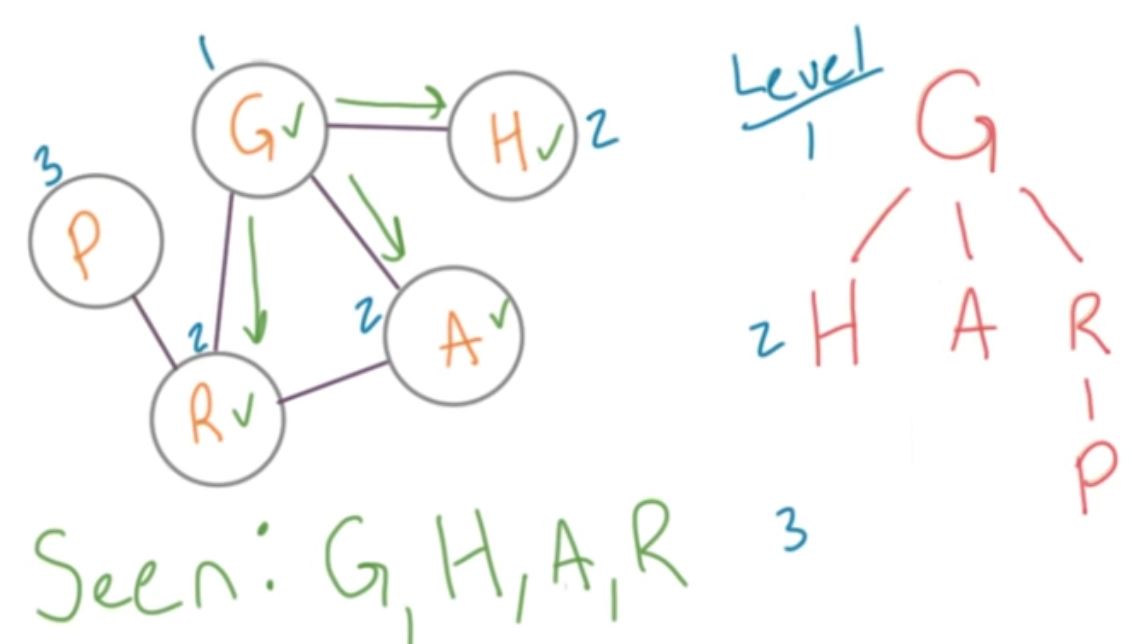 1
G✓
H✓ 2
3
P
2
R✓
2
A✓
Seen: G, H, A, R
Level
1
G
2 H A R
P
3